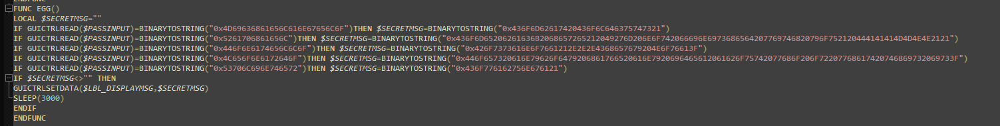 ENDFUNC
FUNC EGG()
LOCAL $SECRETMSG=""
IF GUICTRLREAD($PASSINPUT)=BINARYTOSTRING("0x4D69636861656C616E67656C6F")THEN $SECRETMSG=BINARYTOSTRING("0x436F6D62617420436F6C646375747321")
IF GUICTRLREAD($PASSINPUT)=BINARYTOSTRING("0x5261706861656C")THEN $SECRETMSG=BINARYTOSTRING("0x436F6D65206261636B2068657265212049276D206E6F742066696E6973686564207769746820796F752120444141414D4D4E4E2121")
IF GUICTRLREAD($PASSINPUT)=BINARYTOSTRING("0x446F6E6174656C6C6F")THEN $SECRETMSG=BINARYTOSTRING("0x426F7373616E6F7661212E2E2E4368657679204E6F76613F")
IF GUICTRLREAD($PASSINPUT)=BINARYTOSTRING("0x4C656F6E6172646F")THEN $SECRETMSG=BINARYTOSTRING("0x446F657320616E79626F6479206861766520616E7920696465612061626F75742077686F206F72207768617420746869732069733F")
IF GUICTRLREAD($PASSINPUT)=BINARYTOSTRING("0x53706C696E746572")THEN $SECRETMSG=BINARYTOSTRING("0x436F776162756E676121")
IF $SECRETMSG<>"" THEN
GUICTRLSETDATA($LBL_DISPLAYMSG,$SECRETMSG)
SLEEP(3000)
ENDIF
ENDFUNC